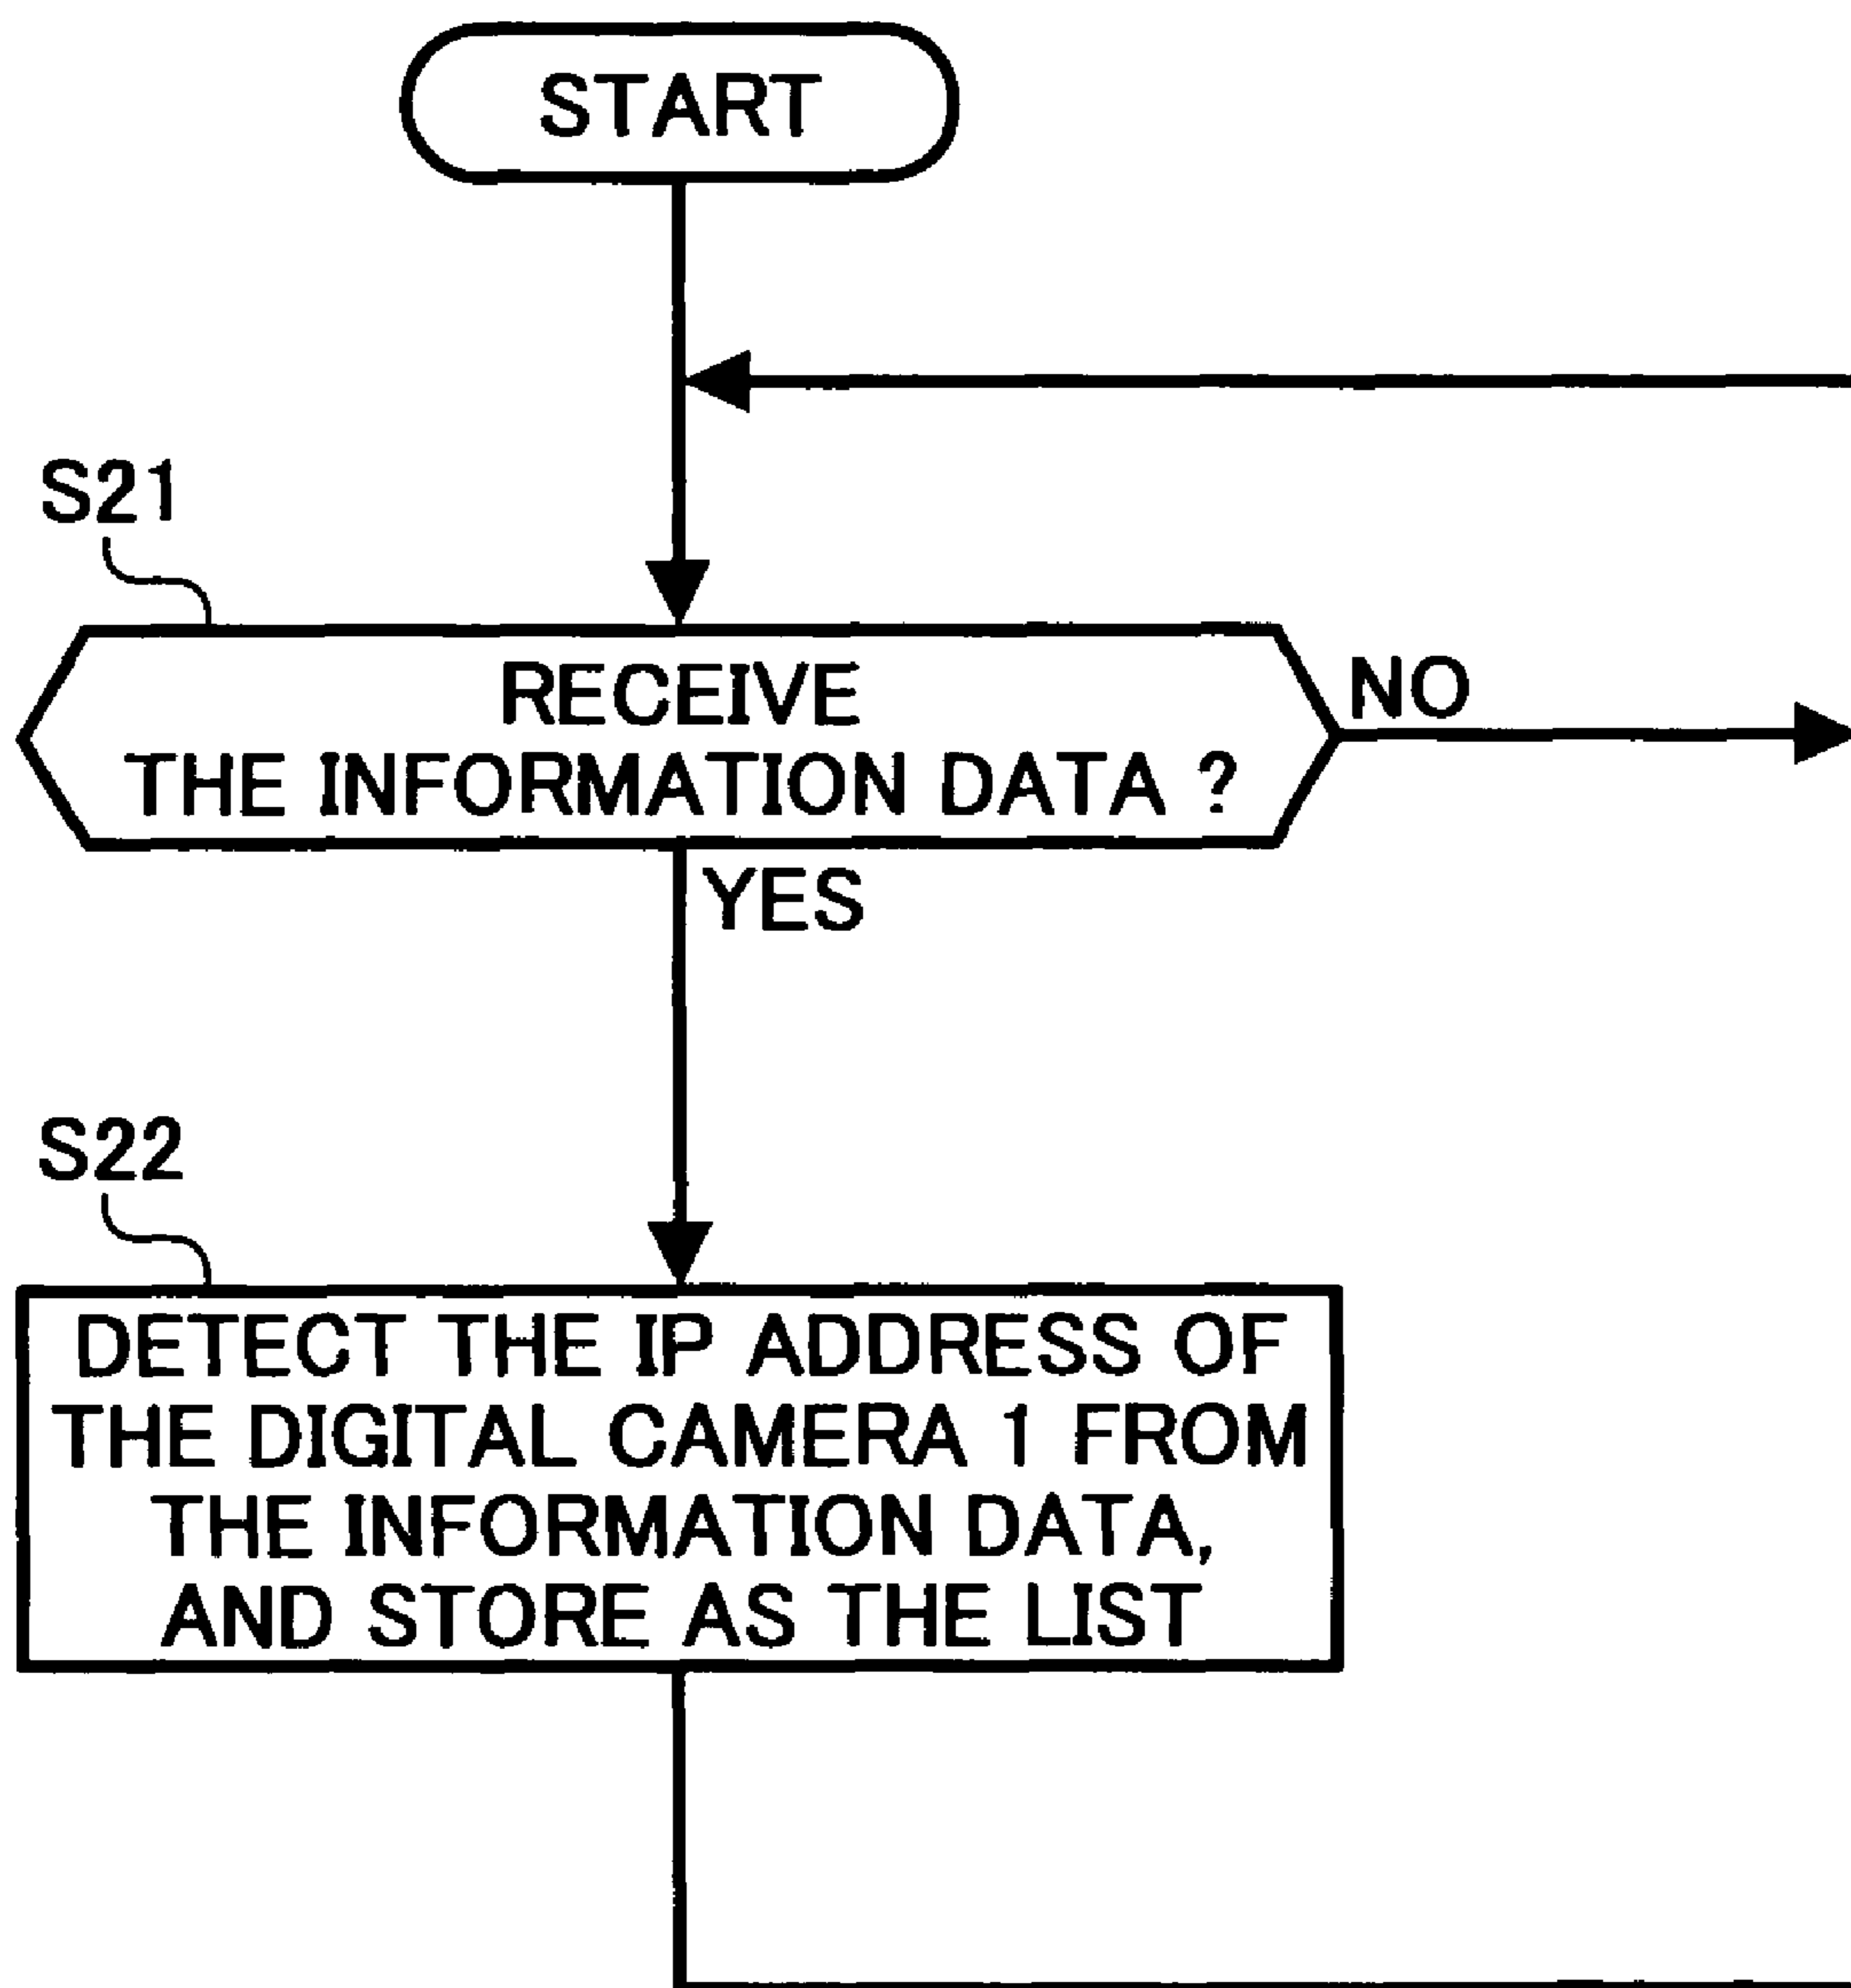 START
S21
RECEIVE
THE INFORMATION DATA ?
NO
YES
S22
DETECT THE IP ADDRESS OF
THE DIGITAL CAMERA 1 FROM
THE INFORMATION DATA,
AND STORE AS THE LIST